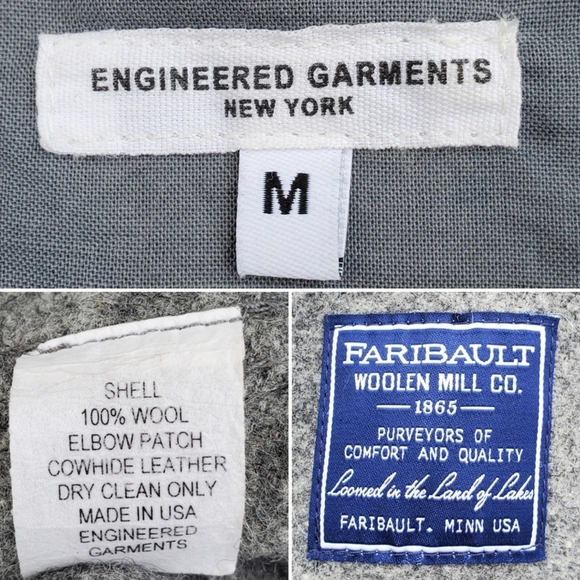 ENGINEERED GARMENTS
NEW YORK
M
SHELL
100% WOOL
ELBOW PATCH
COWHIDE LEATHER
DRY CLEAN ONLY
MADE IN USA
ENGINEERED
GARMENTS
FARIBAULT
WOOLEN MILL CO.
— 1865 —
PURVEYORS OF
COMFORT AND QUALITY
Loomed in the Land of Lakes
FARIBAULT. MINN USA